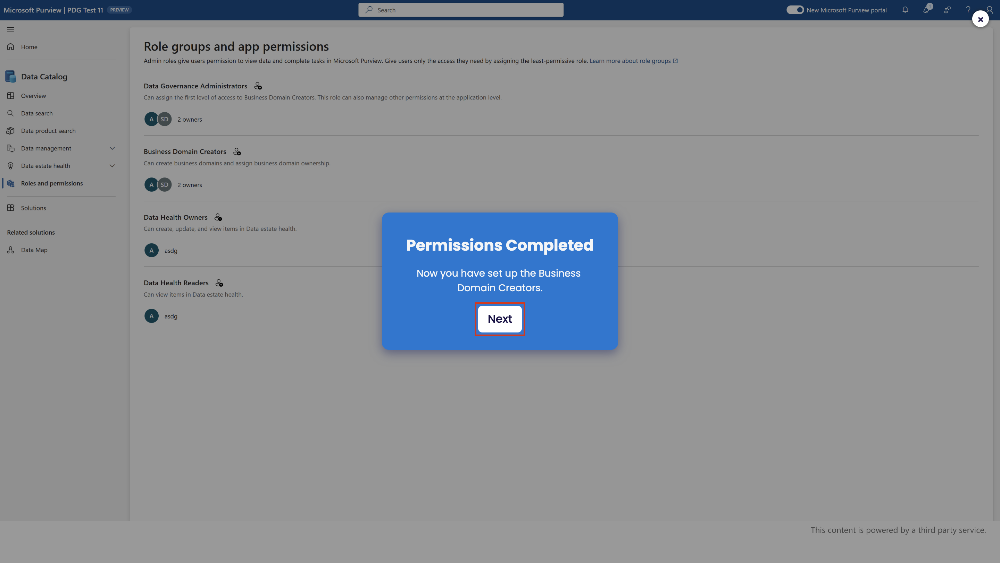 Microsoft Purview | PDG Test 11 PREVIEW
Search
New Microsoft Purview portal
1
Home
Data Catalog
Overview
Data search
Data product search
Data management
Data estate health
Roles and permissions
Solutions
Related solutions
Data Map
Role groups and app permissions
Admin roles give users permission to view data and complete tasks in Microsoft Purview. Give users only the access they need by assigning the least-permissive role. Learn more about role groups
Data Governance Administrators
Can assign the first level of access to Business Domain Creators. This role can also manage other permissions at the application level.
A SD 2 owners
Business Domain Creators
Can create business domains and assign business domain ownership.
A SD 2 owners
Data Health Owners
Can create, update, and view items in Data estate health.
A asdg
Data Health Readers
Can view items in Data estate health.
A asdg
Permissions Completed
Now you have set up the Business
Domain Creators.
Next
This content is powered by a third party service.